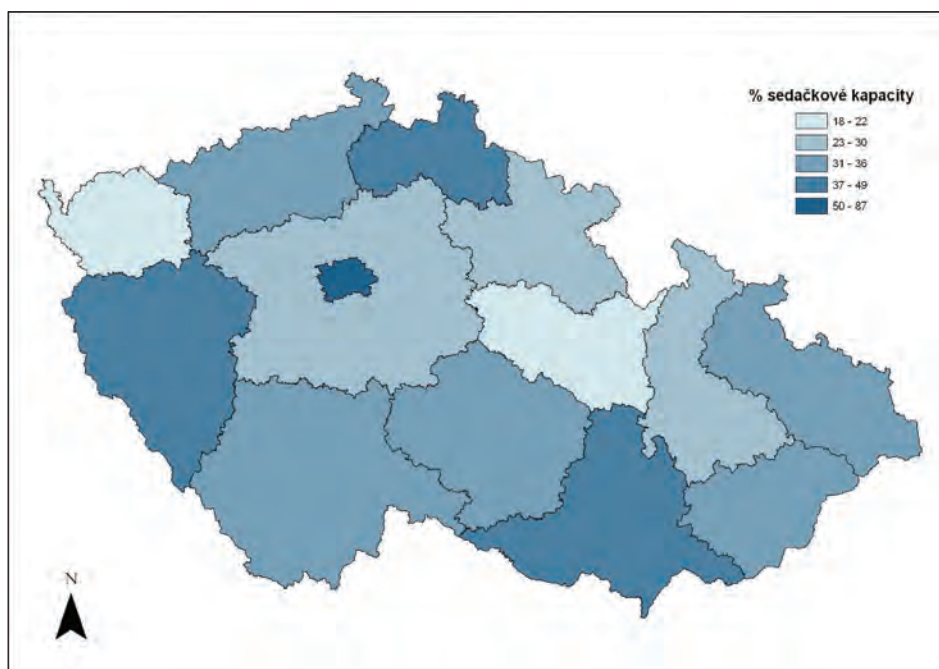 % sedačkové kapacity
18 - 22
23 - 30
31 - 36
37 - 49
50 - 87
N